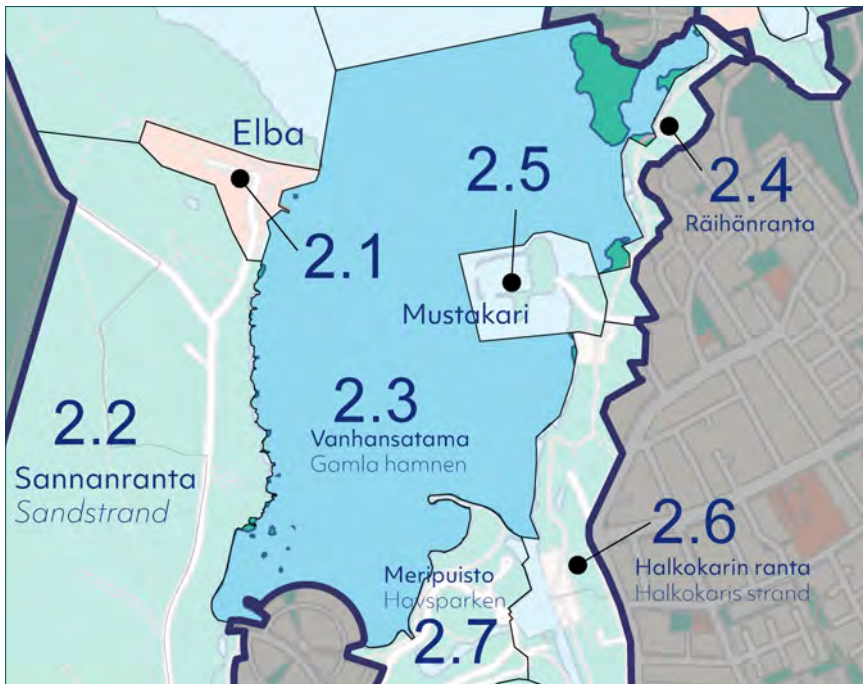 Elba
2.1
2.5
2.4
Räihänranta
Mustakari
2.3
Vanhansatama
Gamla hamnen
2.2
Sannanranta
Sandstrand
2.6
Halkokarin ranta
Halkokaris strand
Meripuisto
Havsparken
2.7